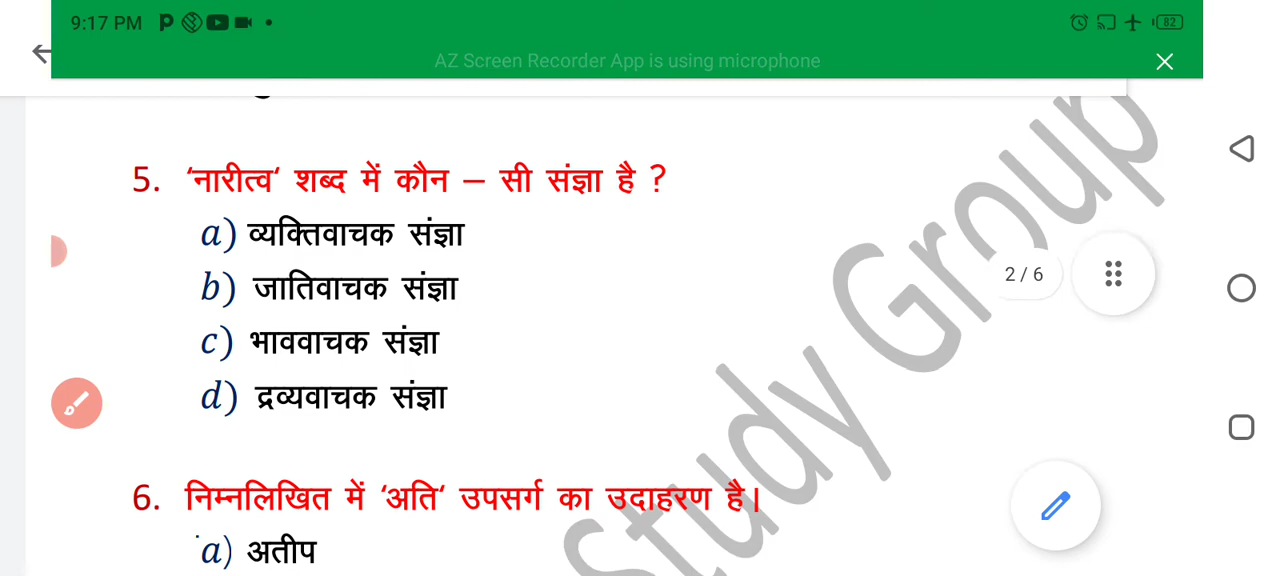 9:17 PM
82
AZ Screen Recorder App is using microphone
5. ‘नारीत्व‘ शब्द में कौन – सी संज्ञा है ?
a) व्यक्तिवाचक संज्ञा
b) जातिवाचक संज्ञा
2 / 6
c) भाववाचक संज्ञा
d) द्रव्यवाचक संज्ञा
6. निम्नलिखित में ‘अति‘ उपसर्ग का उदाहरण है।
a) अतीप
Study Group